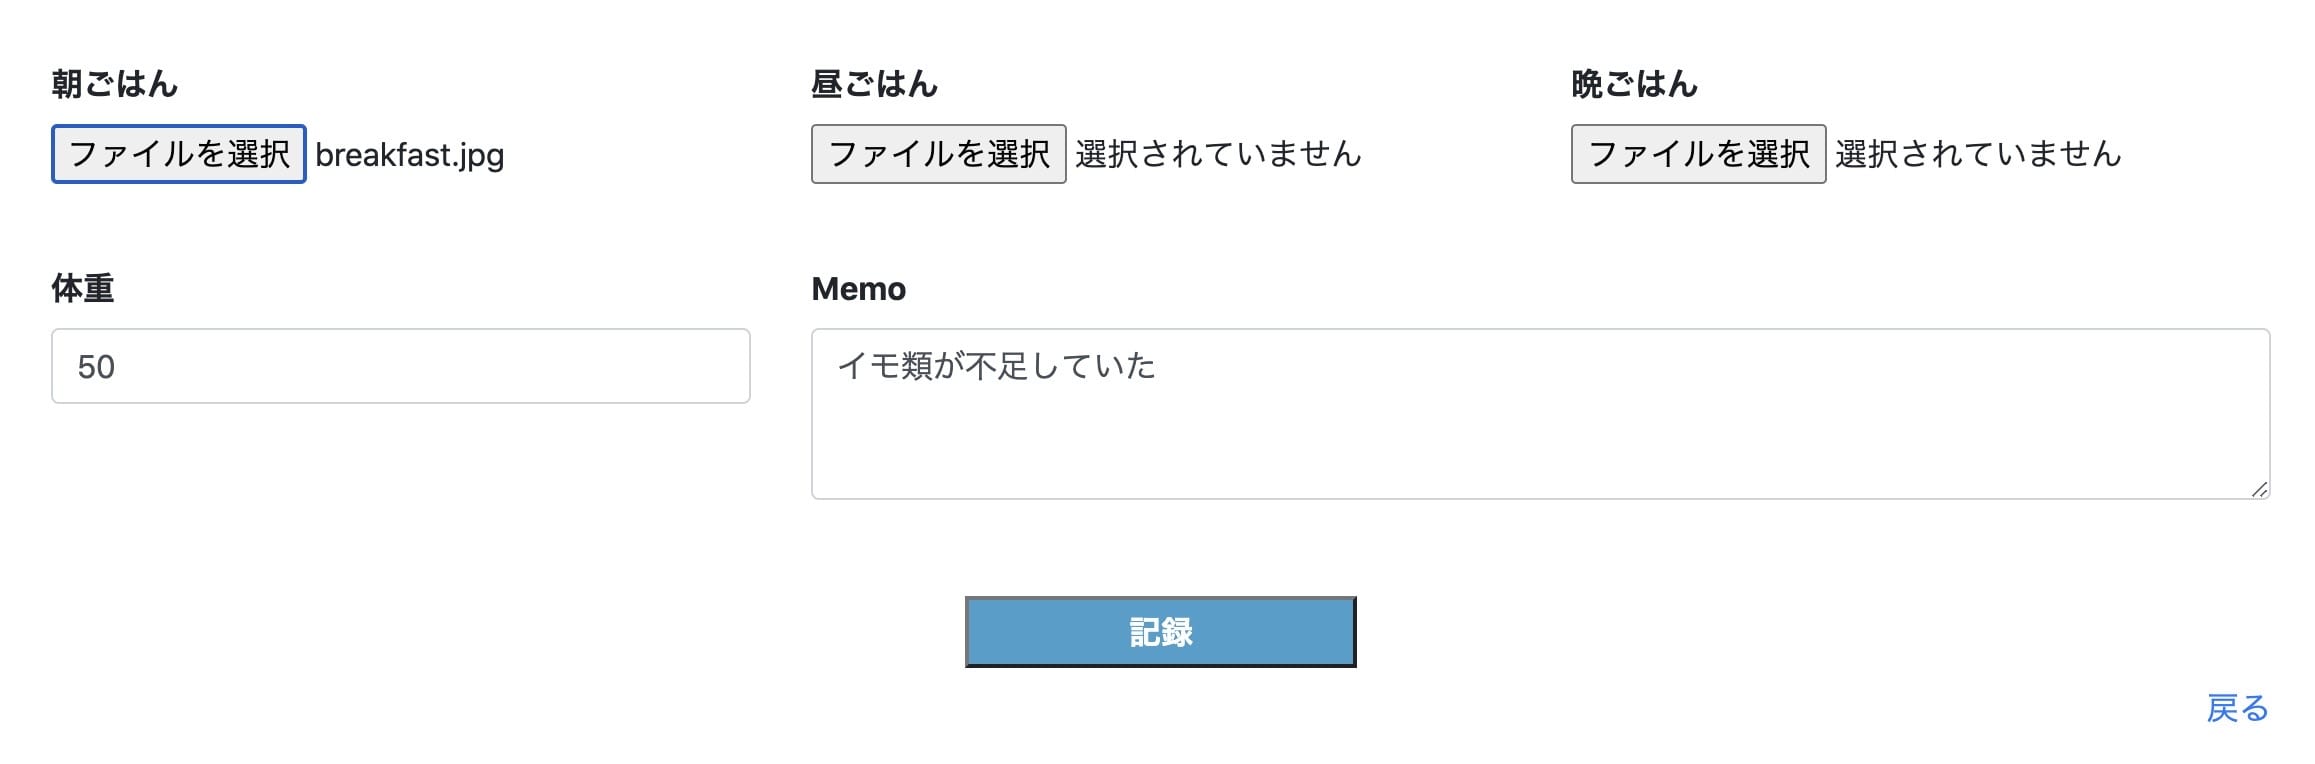 朝ごはん 昼ごはん 晩ごはん
ファイルを選択 breakfast.jpg ファイルを選択 選択されていません ファイルを選択 選択されていません
体重 Memo
50 イモ類が不足していた
記録
戻る